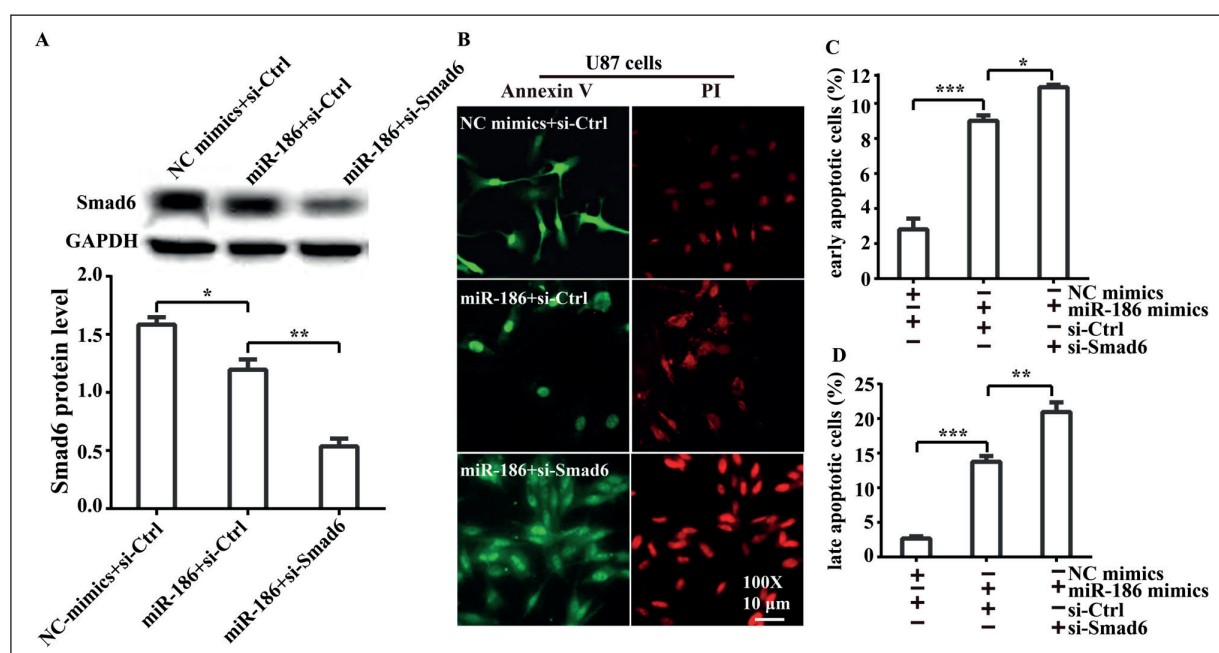 A
NC mimics+si-Ctrl
miR-186+si-Ctrl
miR-186+si-Smad6
Smad6
GAPDH
Smad6 protein level
2.0
1.5
1.0
0.5
0.0
*
**
NC-mimics+si-Ctrl
miR-186+si-Ctrl
miR-186+si-Smad6
B
U87 cells
Annexin V PI
NC mimics+si-Ctrl
miR-186+si-Ctrl
miR-186+si-Smad6
100X
10 µm
C
early apoptotic cells (%)
12
10
8
6
4
2
0
***
*
+ − − NC mimics
− + + miR-186 mimics
+ + − si-Ctrl
− − + si-Smad6
D
late apoptotic cells (%)
25
20
15
10
5
0
***
**
+ − − NC mimics
− + + miR-186 mimics
+ + − si-Ctrl
− − + si-Smad6